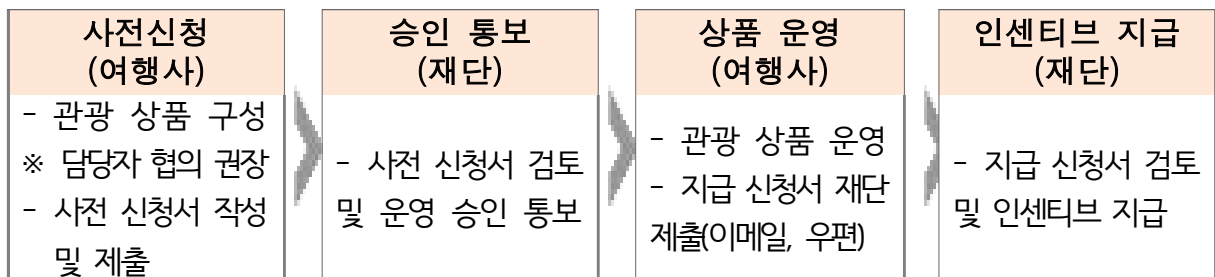 사전신청
(여행사)
- 관광 상품 구성
※ 담당자 협의 권장
- 사전 신청서 작성
및 제출
승인 통보
(재단)
- 사전 신청서 검토
및 운영 승인 통보
상품 운영
(여행사)
- 관광 상품 운영
- 지급 신청서 재단
제출(이메일, 우편)
인센티브 지급
(재단)
- 지급 신청서 검토
및 인센티브 지급